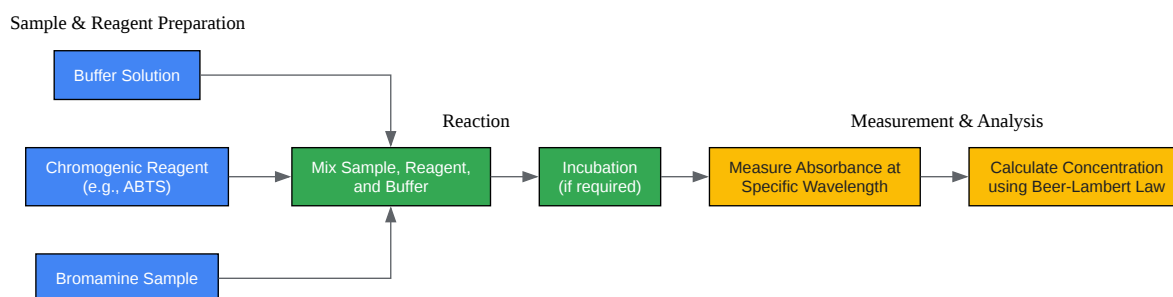 Sample & Reagent Preparation
Buffer Solution
Reaction
Measurement & Analysis
Chromogenic Reagent
(e.g., ABTS)
Mix Sample, Reagent,
and Buffer
Incubation
(if required)
Measure Absorbance at
Specific Wavelength
Calculate Concentration
using Beer-Lambert Law
Bromamine Sample